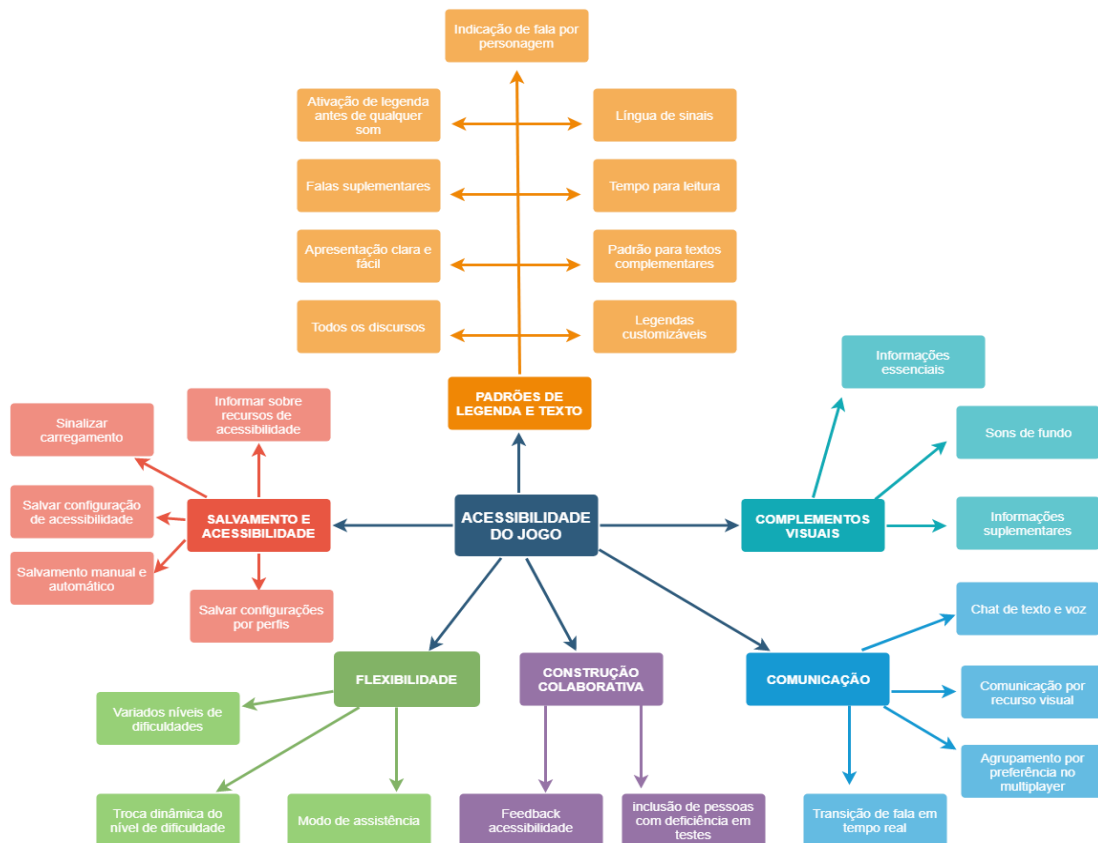 Indicação de fala por
personagem
Ativação de legenda
antes de qualquer
som
Língua de sinais
Falas suplementares
Tempo para leitura
Apresentação clara e
fácil
Padrão para textos
complementares
Todos os discursos
Legendas
customizáveis
PADRÕES DE
LEGENDA E TEXTO
Informações
essenciais
Sons de fundo
Informações
suplementares
COMPLEMENTOS
VISUAIS
ACESSIBILIDADE
DO JOGO
Informar sobre
recursos de
acessibilidade
Sinalizar
carregamento
Salvar configuração
de acessibilidade
SALVAMENTO E
ACESSIBILIDADE
Salvamento manual e
automático
Salvar configurações
por perfis
FLEXIBILIDADE
Variados níveis de
dificuldades
Troca dinâmica do
nível de dificuldade
Modo de assistência
CONSTRUÇÃO
COLABORATIVA
Feedback
acessibilidade
inclusão de pessoas
com deficiência em
testes
COMUNICAÇÃO
Chat de texto e voz
Comunicação por
recurso visual
Agrupamento por
preferência no
multiplayer
Transição de fala em
tempo real